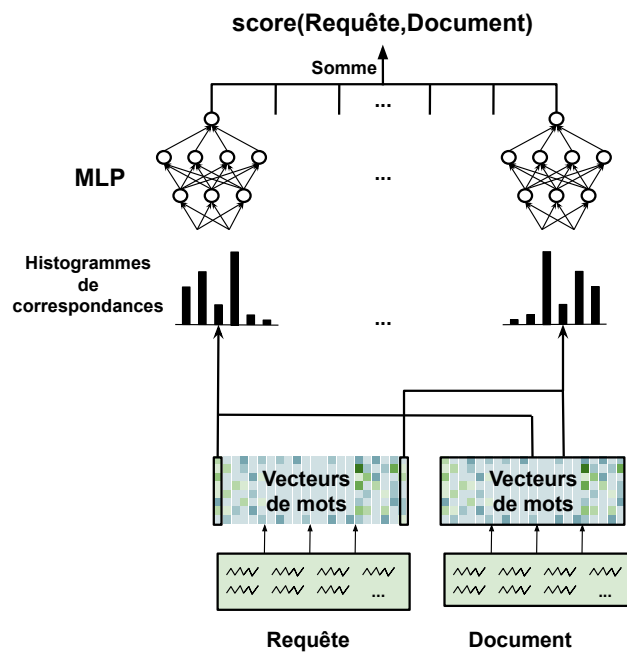 score(Requête,Document)
Somme
...
MLP
...
Histogrammes
de
correspondances
...
Vecteurs
de mots
Vecteurs
de mots
...
...
Requête
Document